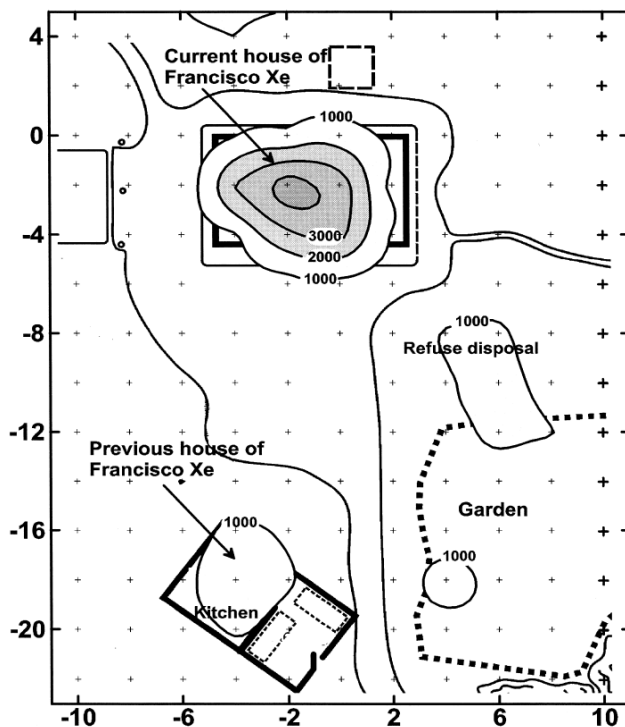 4
Current house of
Francisco Xe
1000
0
3000
-4
2000
1000
1000
-8
Refuse disposal
-12
Previous house of
Francisco Xe
1000
Garden
-16
1000
Kitchen
-20
-10
-6
-2
2
6
10